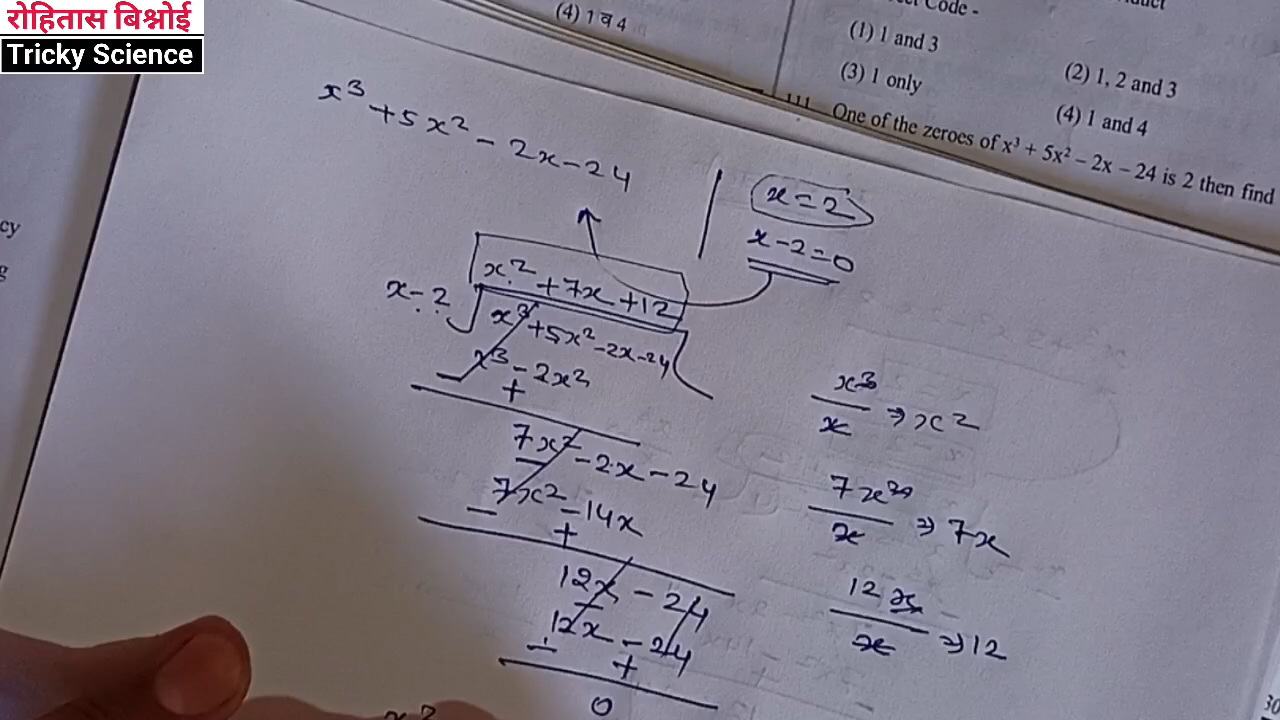 रोहितास बिश्नोई
Tricky Science
(4) 1 व 4
Code -
(1) 1 and 3
(2) 1, 2 and 3
(3) 1 only
(4) 1 and 4
111. One of the zeroes of x³ + 5x² – 2x – 24 is 2 then find
x³ + 5x² - 2x - 24
x = 2
x - 2 = 0
x² + 7x + 12
x - 2
x³ + 5x² - 2x - 24
x³ - 2x²
- +
7x² - 2x - 24
7x² - 14x
- +
12x - 24
12x - 24
- +
0
x³/x ⇒ x²
7x²/x ⇒ 7x
12x/x ⇒ 12
x²
30